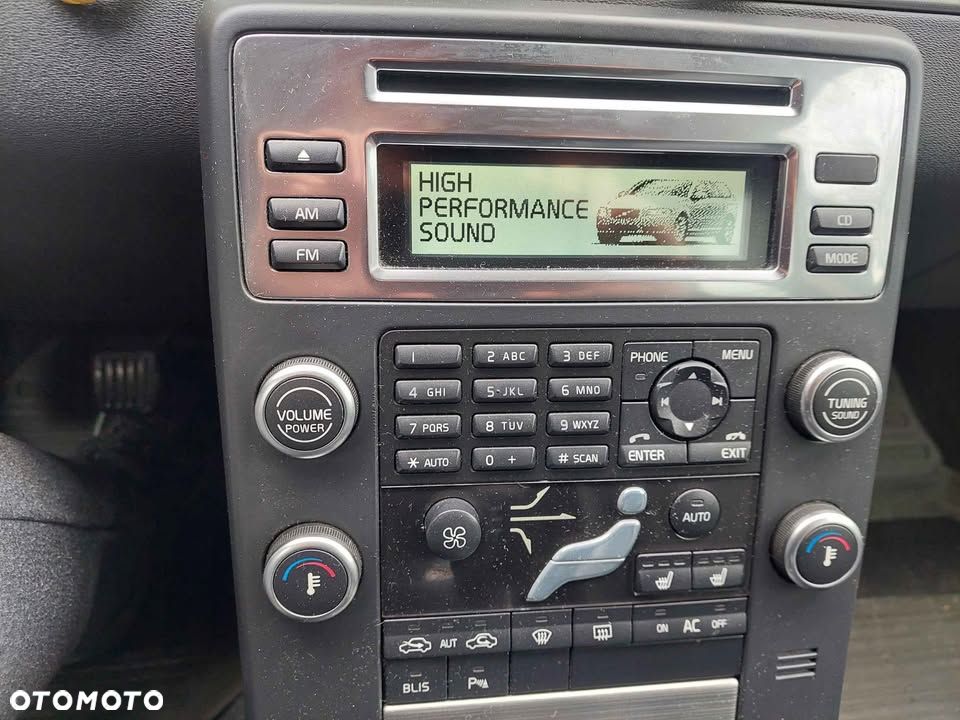 HIGH
PERFORMANCE
SOUND
AM
FM
CD
MODE
1 2 ABC 3 DEF
4 GHI 5·JKL 6 MNO
7 PQRS 8 TUV 9 WXYZ
* AUTO 0 + # SCAN
PHONE MENU
ENTER EXIT
VOLUME
POWER
TUNING
SOUND
AUTO
AUT
ON AC OFF
BLIS
P
OTOMOTO